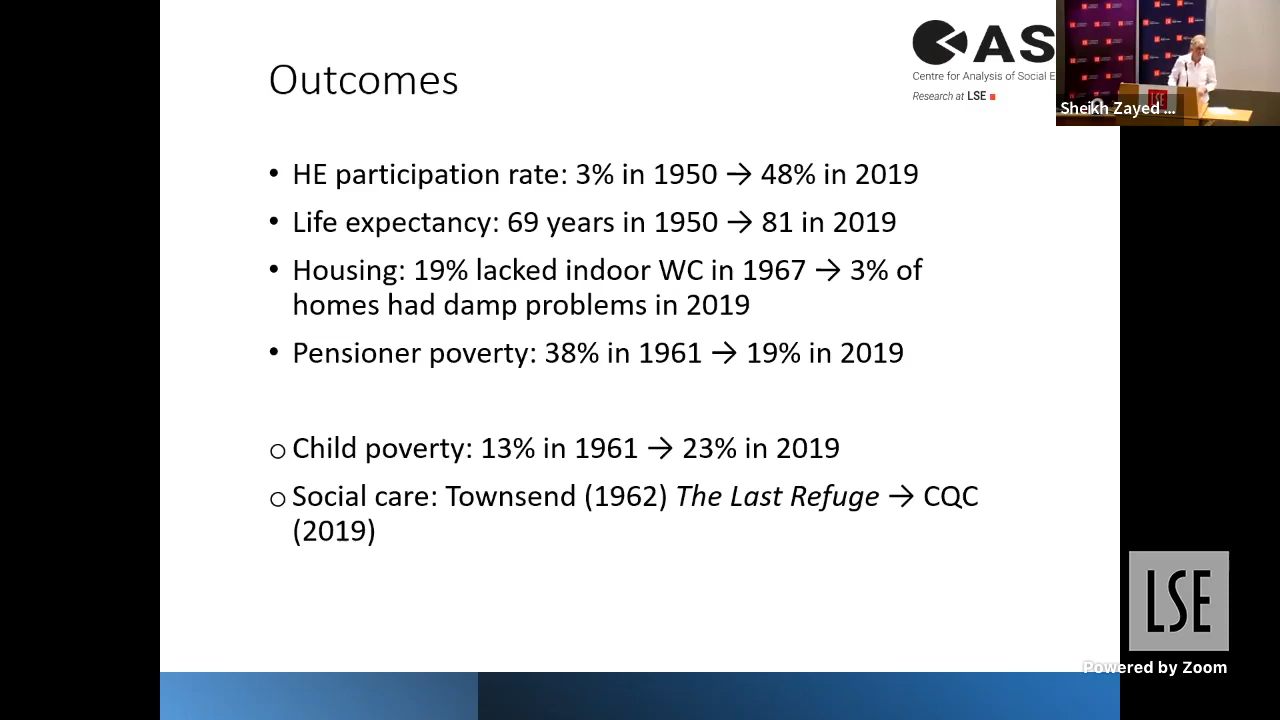 Outcomes
CAS
Centre for Analysis of Social E
Research at LSE
LSE
Sheikh Zayed ...
• HE participation rate: 3% in 1950 → 48% in 2019
• Life expectancy: 69 years in 1950 → 81 in 2019
• Housing: 19% lacked indoor WC in 1967 → 3% of
homes had damp problems in 2019
• Pensioner poverty: 38% in 1961 → 19% in 2019
o Child poverty: 13% in 1961 → 23% in 2019
o Social care: Townsend (1962) The Last Refuge → CQC
(2019)
LSE
Powered by Zoom